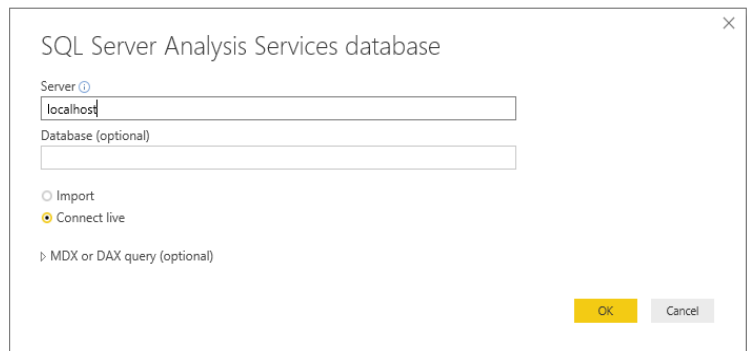 SQL Server Analysis Services database
Server
localhost
Database (optional)
Import
Connect live
MDX or DAX query (optional)
OK Cancel